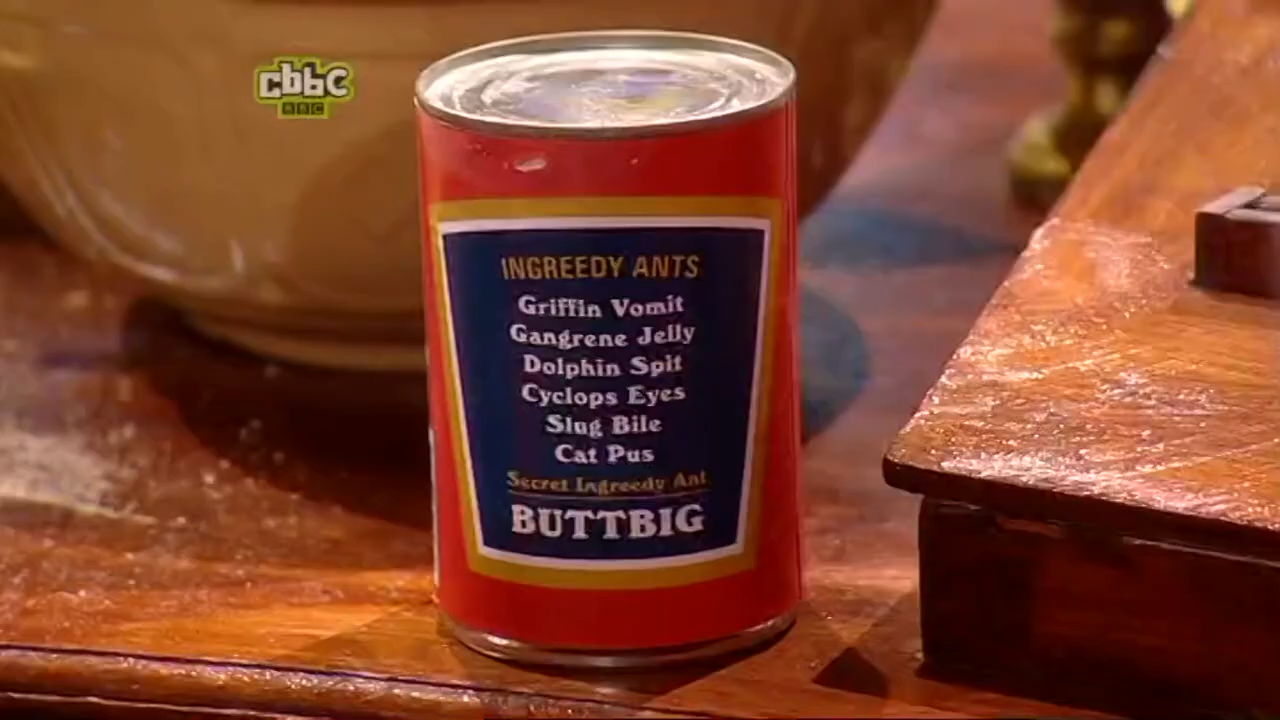 cbbc
BBC
INGREEDY ANTS
Griffin Vomit
Gangrene Jelly
Dolphin Spit
Cyclops Eyes
Slug Bile
Cat Pus
Secret Ingreedy Ant
BUTTBIG